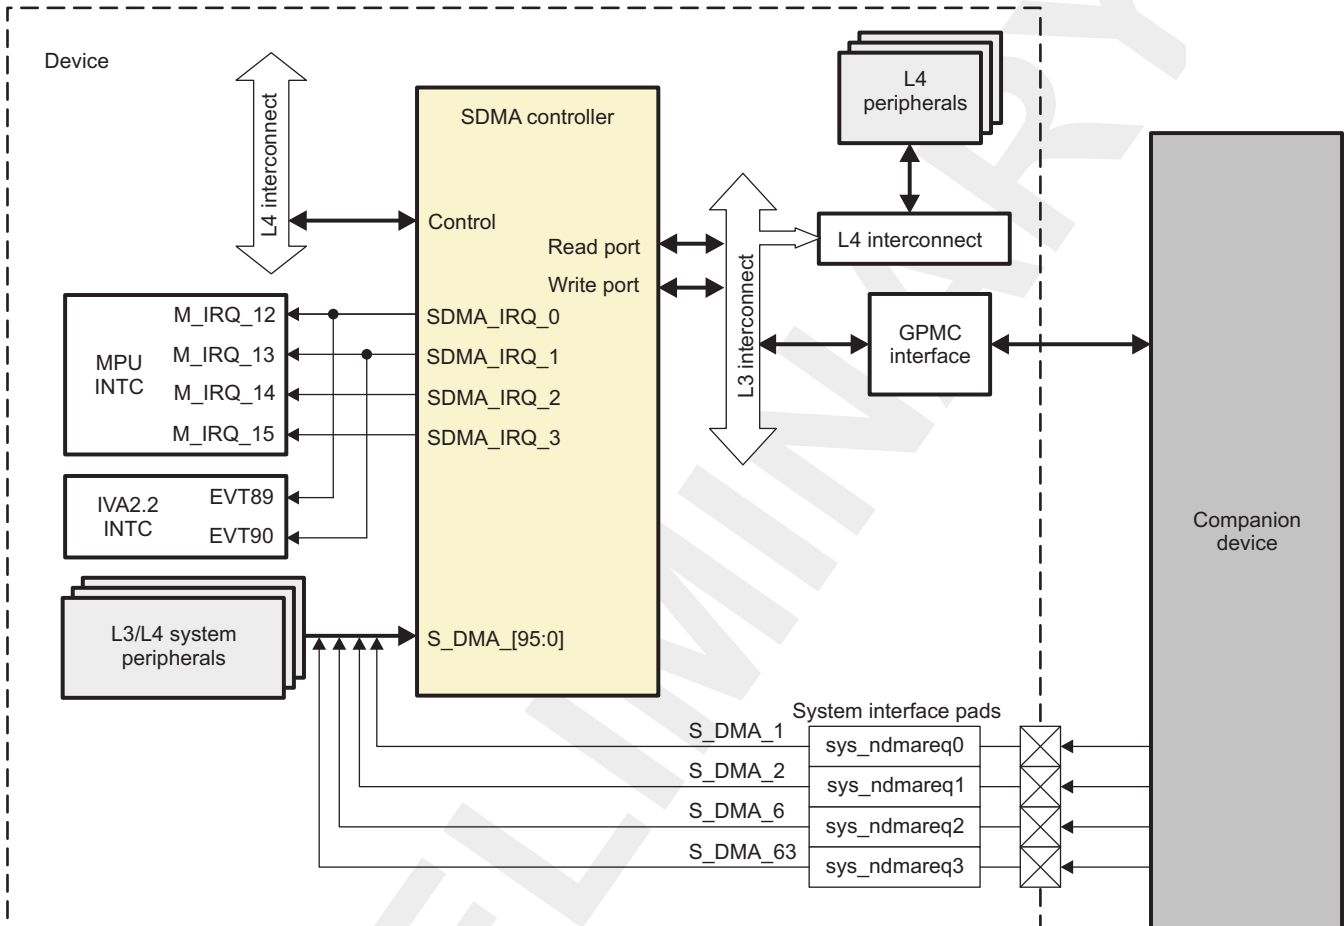 Device
L4 interconnect
SDMA controller
Control
Read port
Write port
SDMA_IRQ_0
SDMA_IRQ_1
SDMA_IRQ_2
SDMA_IRQ_3
S_DMA_[95:0]
MPU
INTC
M_IRQ_12
M_IRQ_13
M_IRQ_14
M_IRQ_15
IVA2.2
INTC
EVT89
EVT90
L3/L4 system
peripherals
L3 interconnect
L4
peripherals
L4 interconnect
GPMC
interface
Companion
device
System interface pads
S_DMA_1
sys_ndmareq0
S_DMA_2
sys_ndmareq1
S_DMA_6
sys_ndmareq2
S_DMA_63
sys_ndmareq3